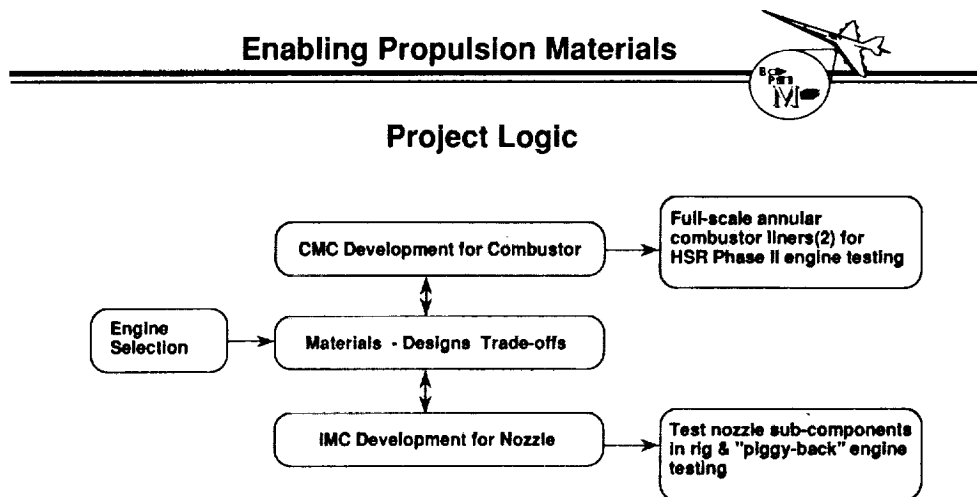 Enabling Propulsion Materials
E
P
M
Project Logic
CMC Development for Combustor
Full-scale annular
combustor liners(2) for
HSR Phase II engine testing
Engine
Selection
Materials - Designs Trade-offs
IMC Development for Nozzle
Test nozzle sub-components
in rig & "piggy-back" engine
testing